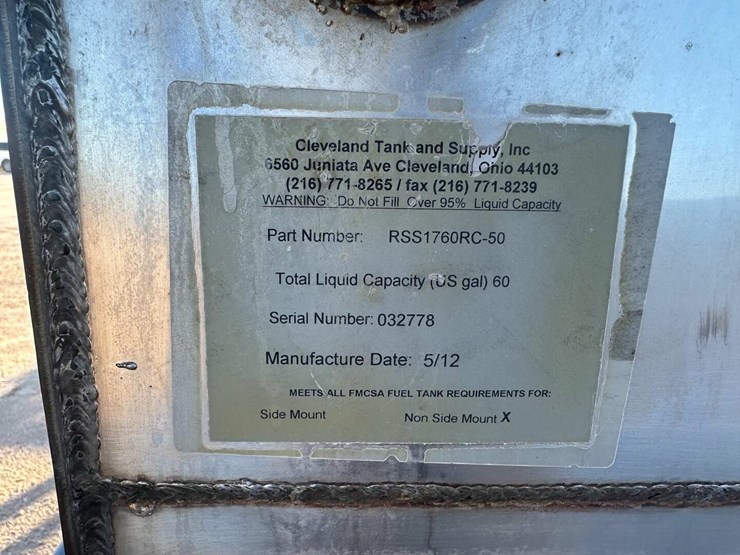 Cleveland Tank and Supply, Inc
6560 Juniata Ave Cleveland, Ohio 44103
(216) 771-8265 / fax (216) 771-8239
WARNING: Do Not Fill Over 95% Liquid Capacity
Part Number: RSS1760RC-50
Total Liquid Capacity (US gal) 60
Serial Number: 032778
Manufacture Date: 5/12
MEETS ALL FMCSA FUEL TANK REQUIREMENTS FOR:
Side Mount Non Side Mount X